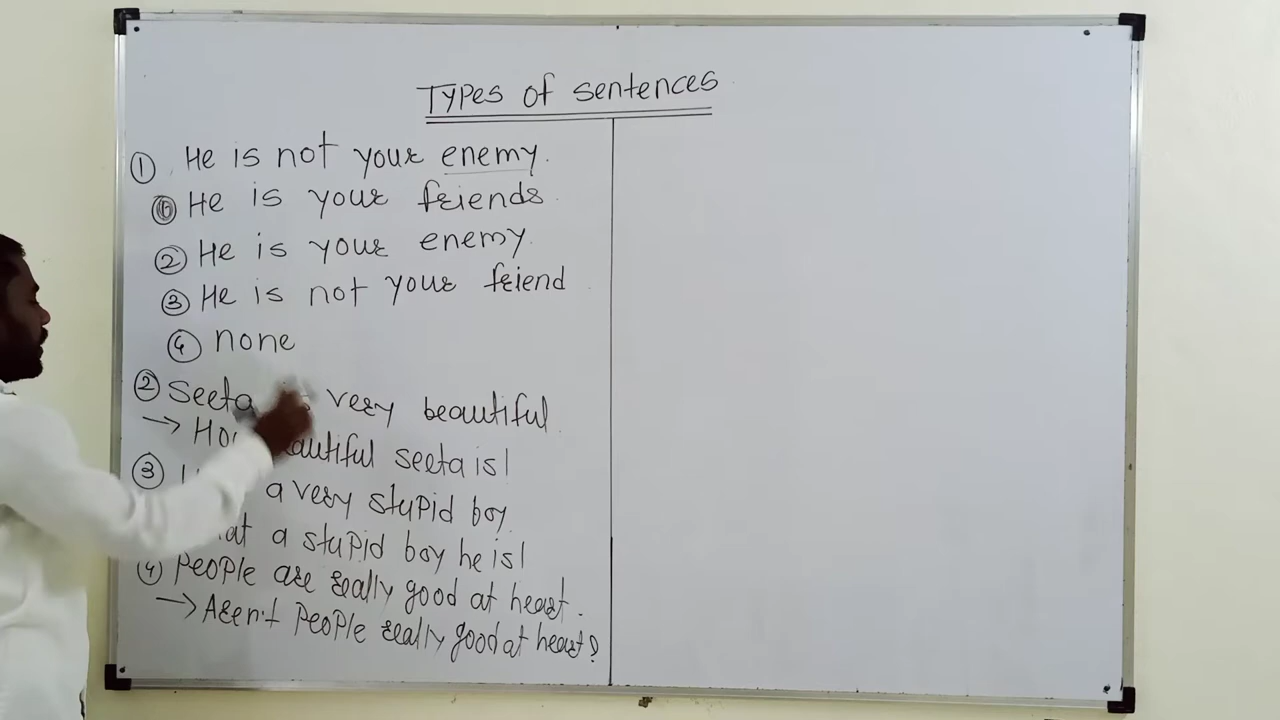 Types of sentences
① He is not your enemy.
① He is your friends
② He is your enemy.
③ He is not your friend
④ none
② Seeta very beautiful.
→ How beautiful seeta is!
③ a very stupid boy.
a stupid boy he is!
④ People are really good at heart.
→ Aren't People really good at heart?